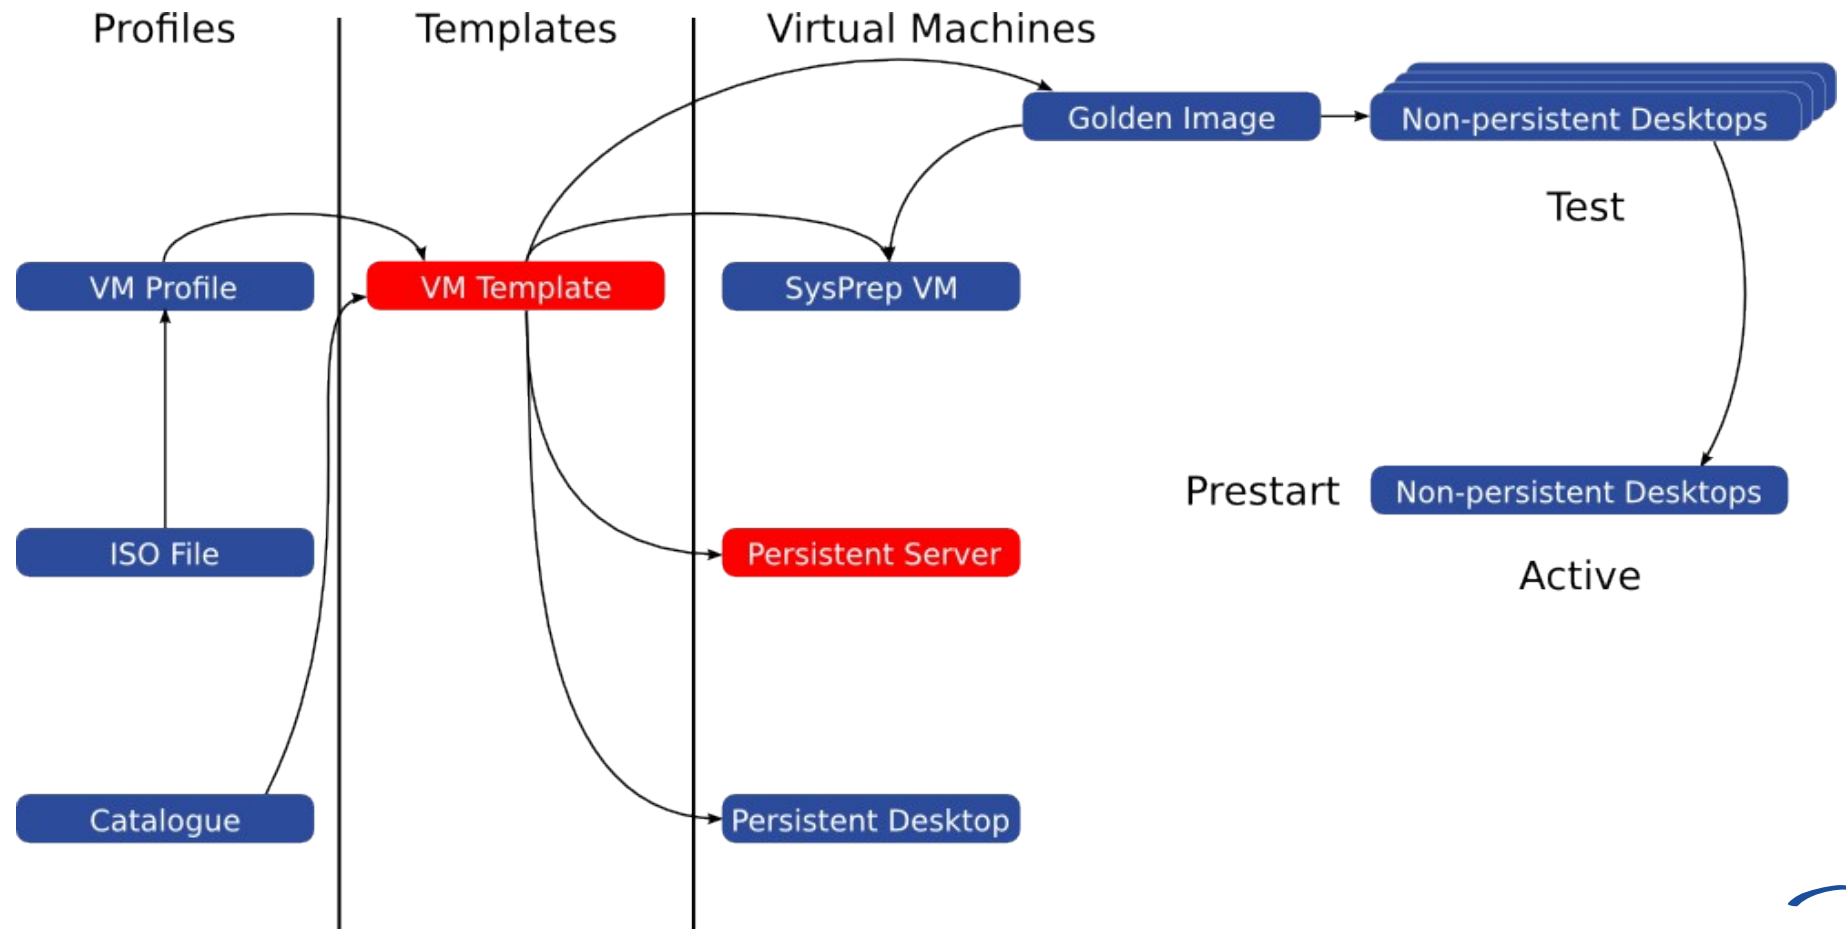 Profiles
Templates
Virtual Machines
Golden Image
Non-persistent Desktops
Test
VM Profile
VM Template
SysPrep VM
Prestart
Non-persistent Desktops
ISO File
Persistent Server
Active
Catalogue
Persistent Desktop